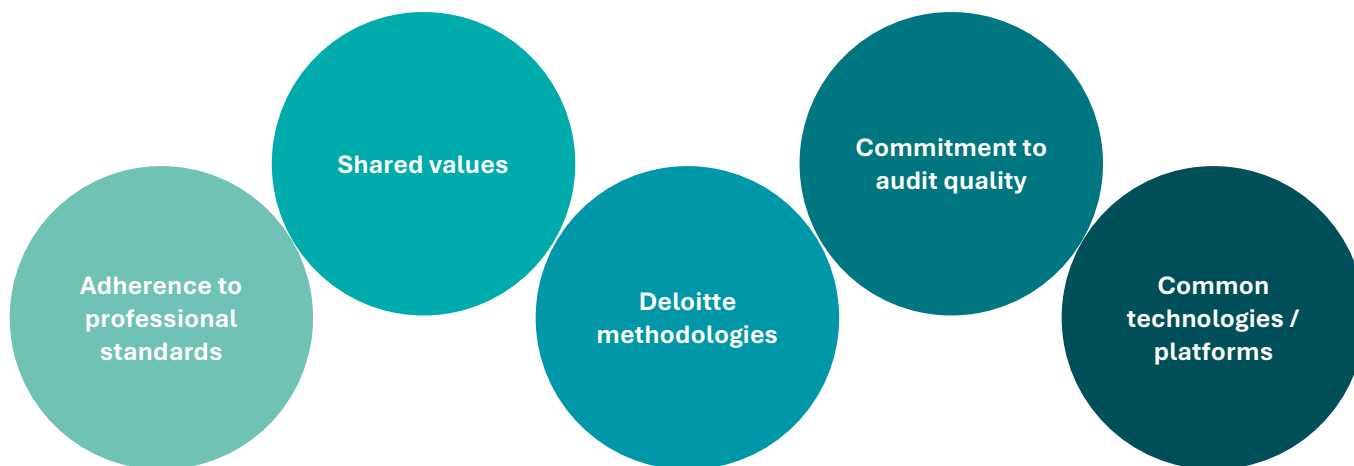 Adherence to
professional
standards
Shared values
Deloitte
methodologies
Commitment to
audit quality
Common
technologies /
platforms